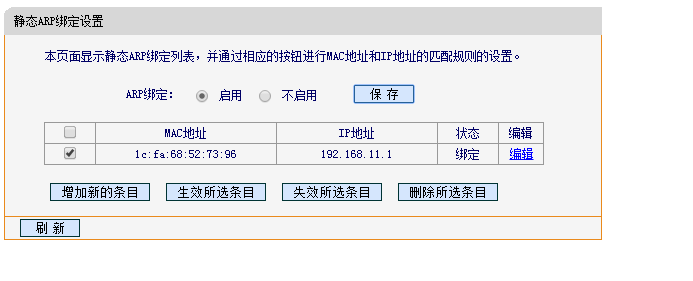 静态ARP绑定设置
本页面显示静态ARP绑定列表，并通过相应的按钮进行MAC地址和IP地址的匹配规则的设置。
ARP绑定： 启用 不启用 保 存
MAC地址 IP地址 状态 编辑
1c:fa:68:52:73:96 192.168.11.1 绑定 编辑
增加新的条目 生效所选条目 失效所选条目 删除所选条目
刷 新